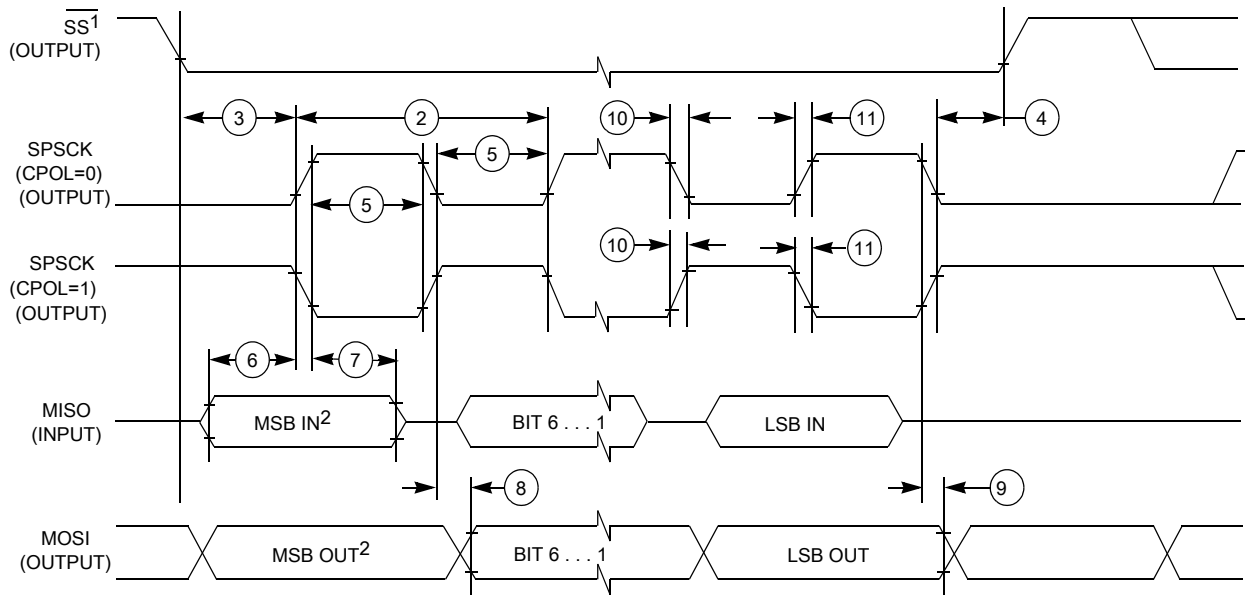 SS¹
(OUTPUT)
3
2
10
11
4
SPSCK
(CPOL=0)
(OUTPUT)
5
5
10
11
SPSCK
(CPOL=1)
(OUTPUT)
6
7
MISO
(INPUT)
MSB IN²
BIT 6 . . . 1
LSB IN
8
9
MOSI
(OUTPUT)
MSB OUT²
BIT 6 . . . 1
LSB OUT